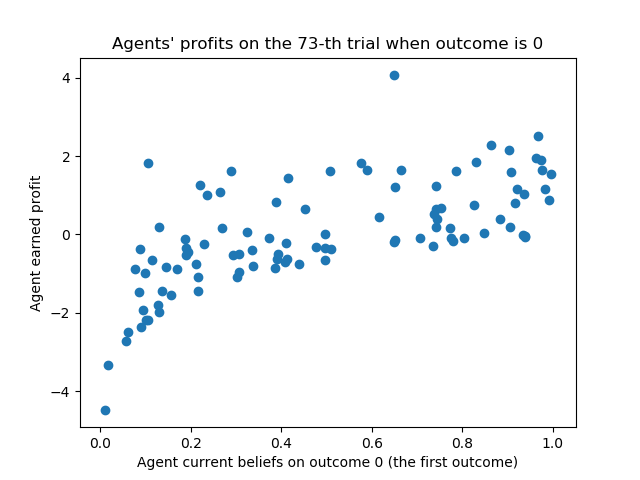 Agents' profits on the 73-th trial when outcome is 0
4
2
0
−2
−4
Agent earned profit
0.0 0.2 0.4 0.6 0.8 1.0
Agent current beliefs on outcome 0 (the first outcome)